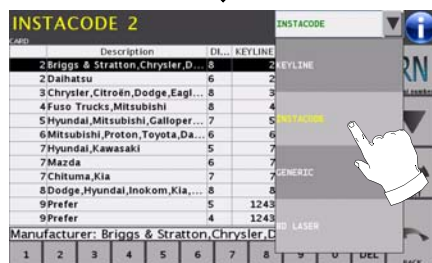 INSTACODE 2
INSTACODE
CARD
Description DI... KEYLINE
2 Briggs & Stratton,Chrysler,D... 8 2
2 Daihatsu 6 2
3 Chrysler,Citroën,Dodge,Eagl... 8 3
4 Fuso Trucks,Mitsubishi 8 4
5 Hyundai,Mitsubishi,Galloper... 7 5
6 Mitsubishi,Proton,Toyota,Da... 6 6
7 Hyundai,Kawasaki 5 7
7 Mazda 6 7
7 Chituma,Kia 7 7
8 Dodge,Hyundai,Inokom,Kia,... 8 8
9 Prefer 5 1243
9 Prefer 4 1243
KEYLINE
INSTACODE
GENERIC
LASER
Manufacturer: Briggs & Stratton,Chrysler,D
1 2 3 4 5 6 7 8 9 0 DEL
BACK